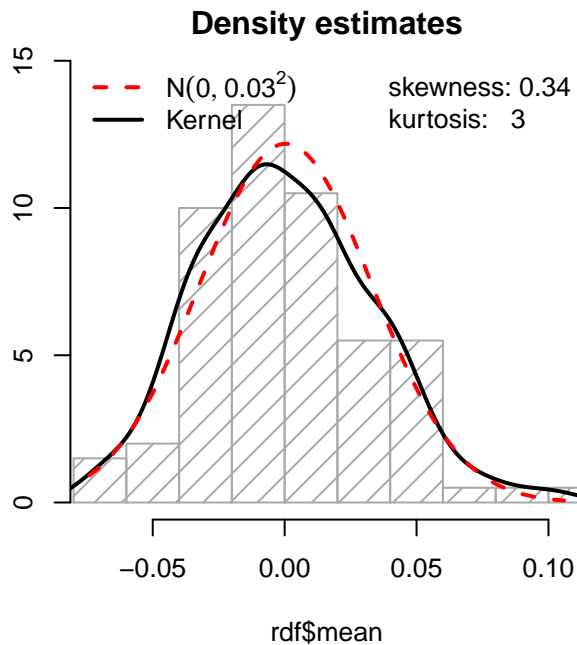 Density estimates
N(0, 0.03²) skewness: 0.34
Kernel kurtosis: 3
15
10
5
0
−0.05 0.00 0.05 0.10
rdf$mean